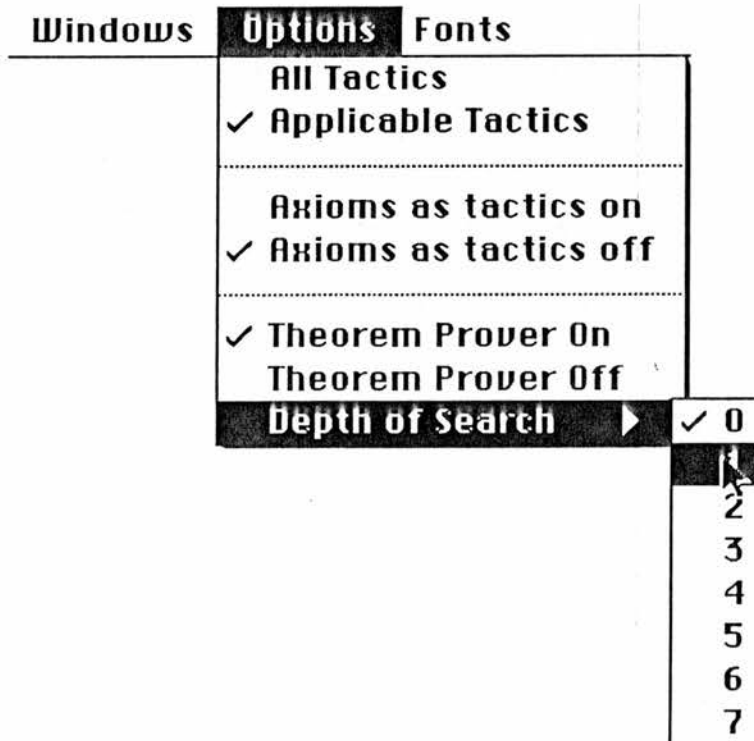 Windows Options Fonts
All Tactics
✓ Applicable Tactics
Axioms as tactics on
✓ Axioms as tactics off
✓ Theorem Prover On
Theorem Prover Off
Depth of Search ▶ ✓ 0
2
3
4
5
6
7